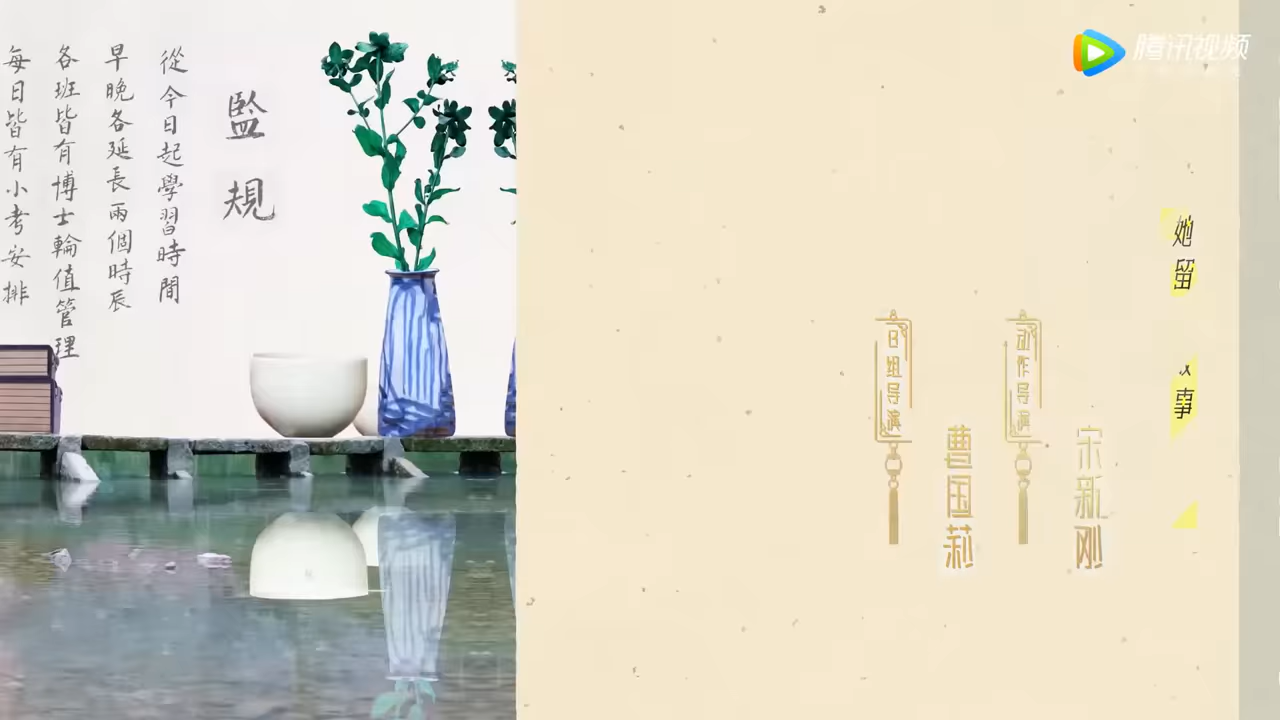 腾讯视频
監規
從今日起學習時間
早晚各延長兩個時辰
各班皆有博士輪值管理
每日皆有小考安排
她留
事
动作导演
宋新刚
B组导演
曹国莉